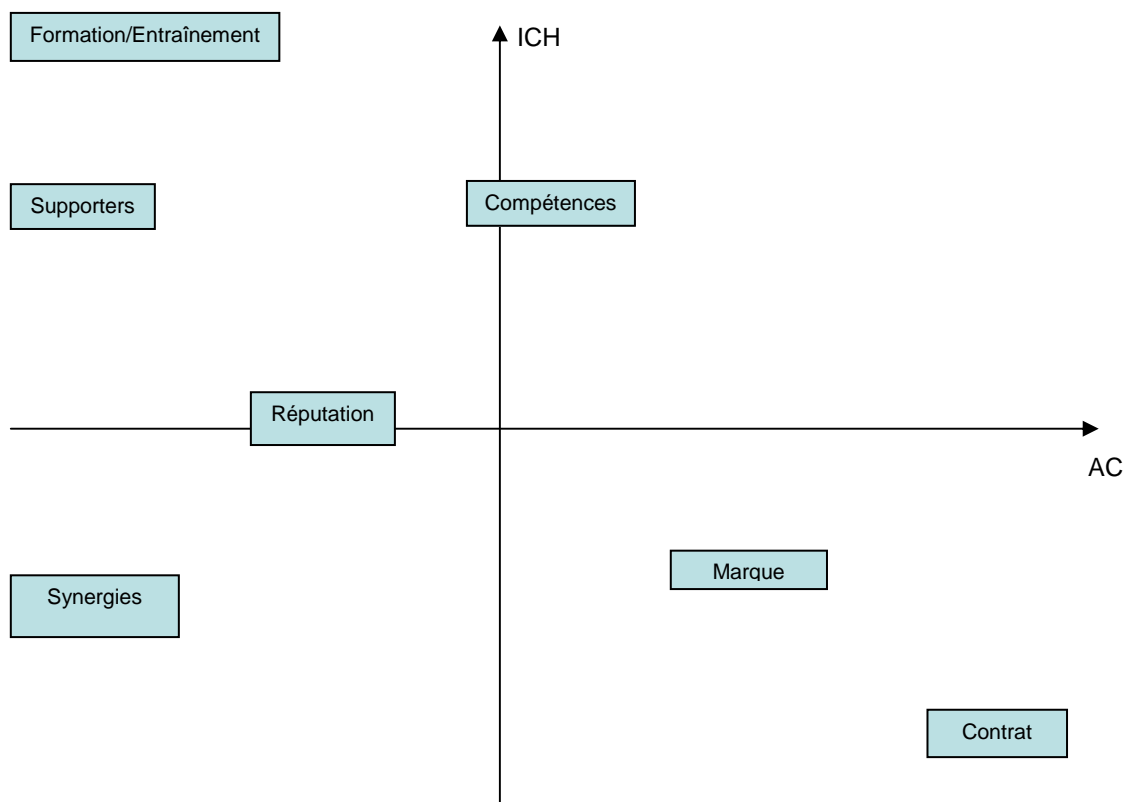 Formation/Entraînement
ICH
Supporters
Compétences
Réputation
AC
Marque
Synergies
Contrat